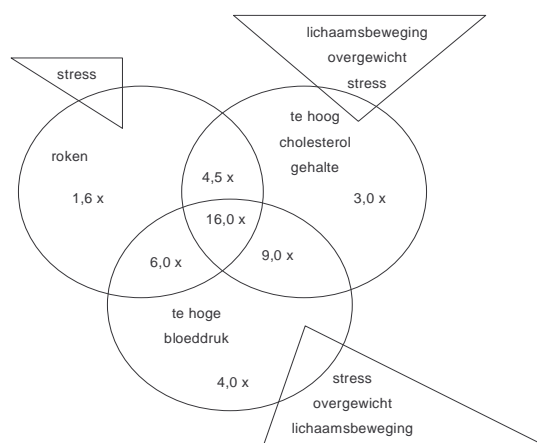 lichaamsbeweging
overgewicht
stress
stress
te hoog
cholesterol
gehalte
roken
4,5 x
1,6 x
3,0 x
16,0 x
6,0 x
9,0 x
te hoge
bloeddruk
4,0 x
stress
overgewicht
lichaamsbeweging